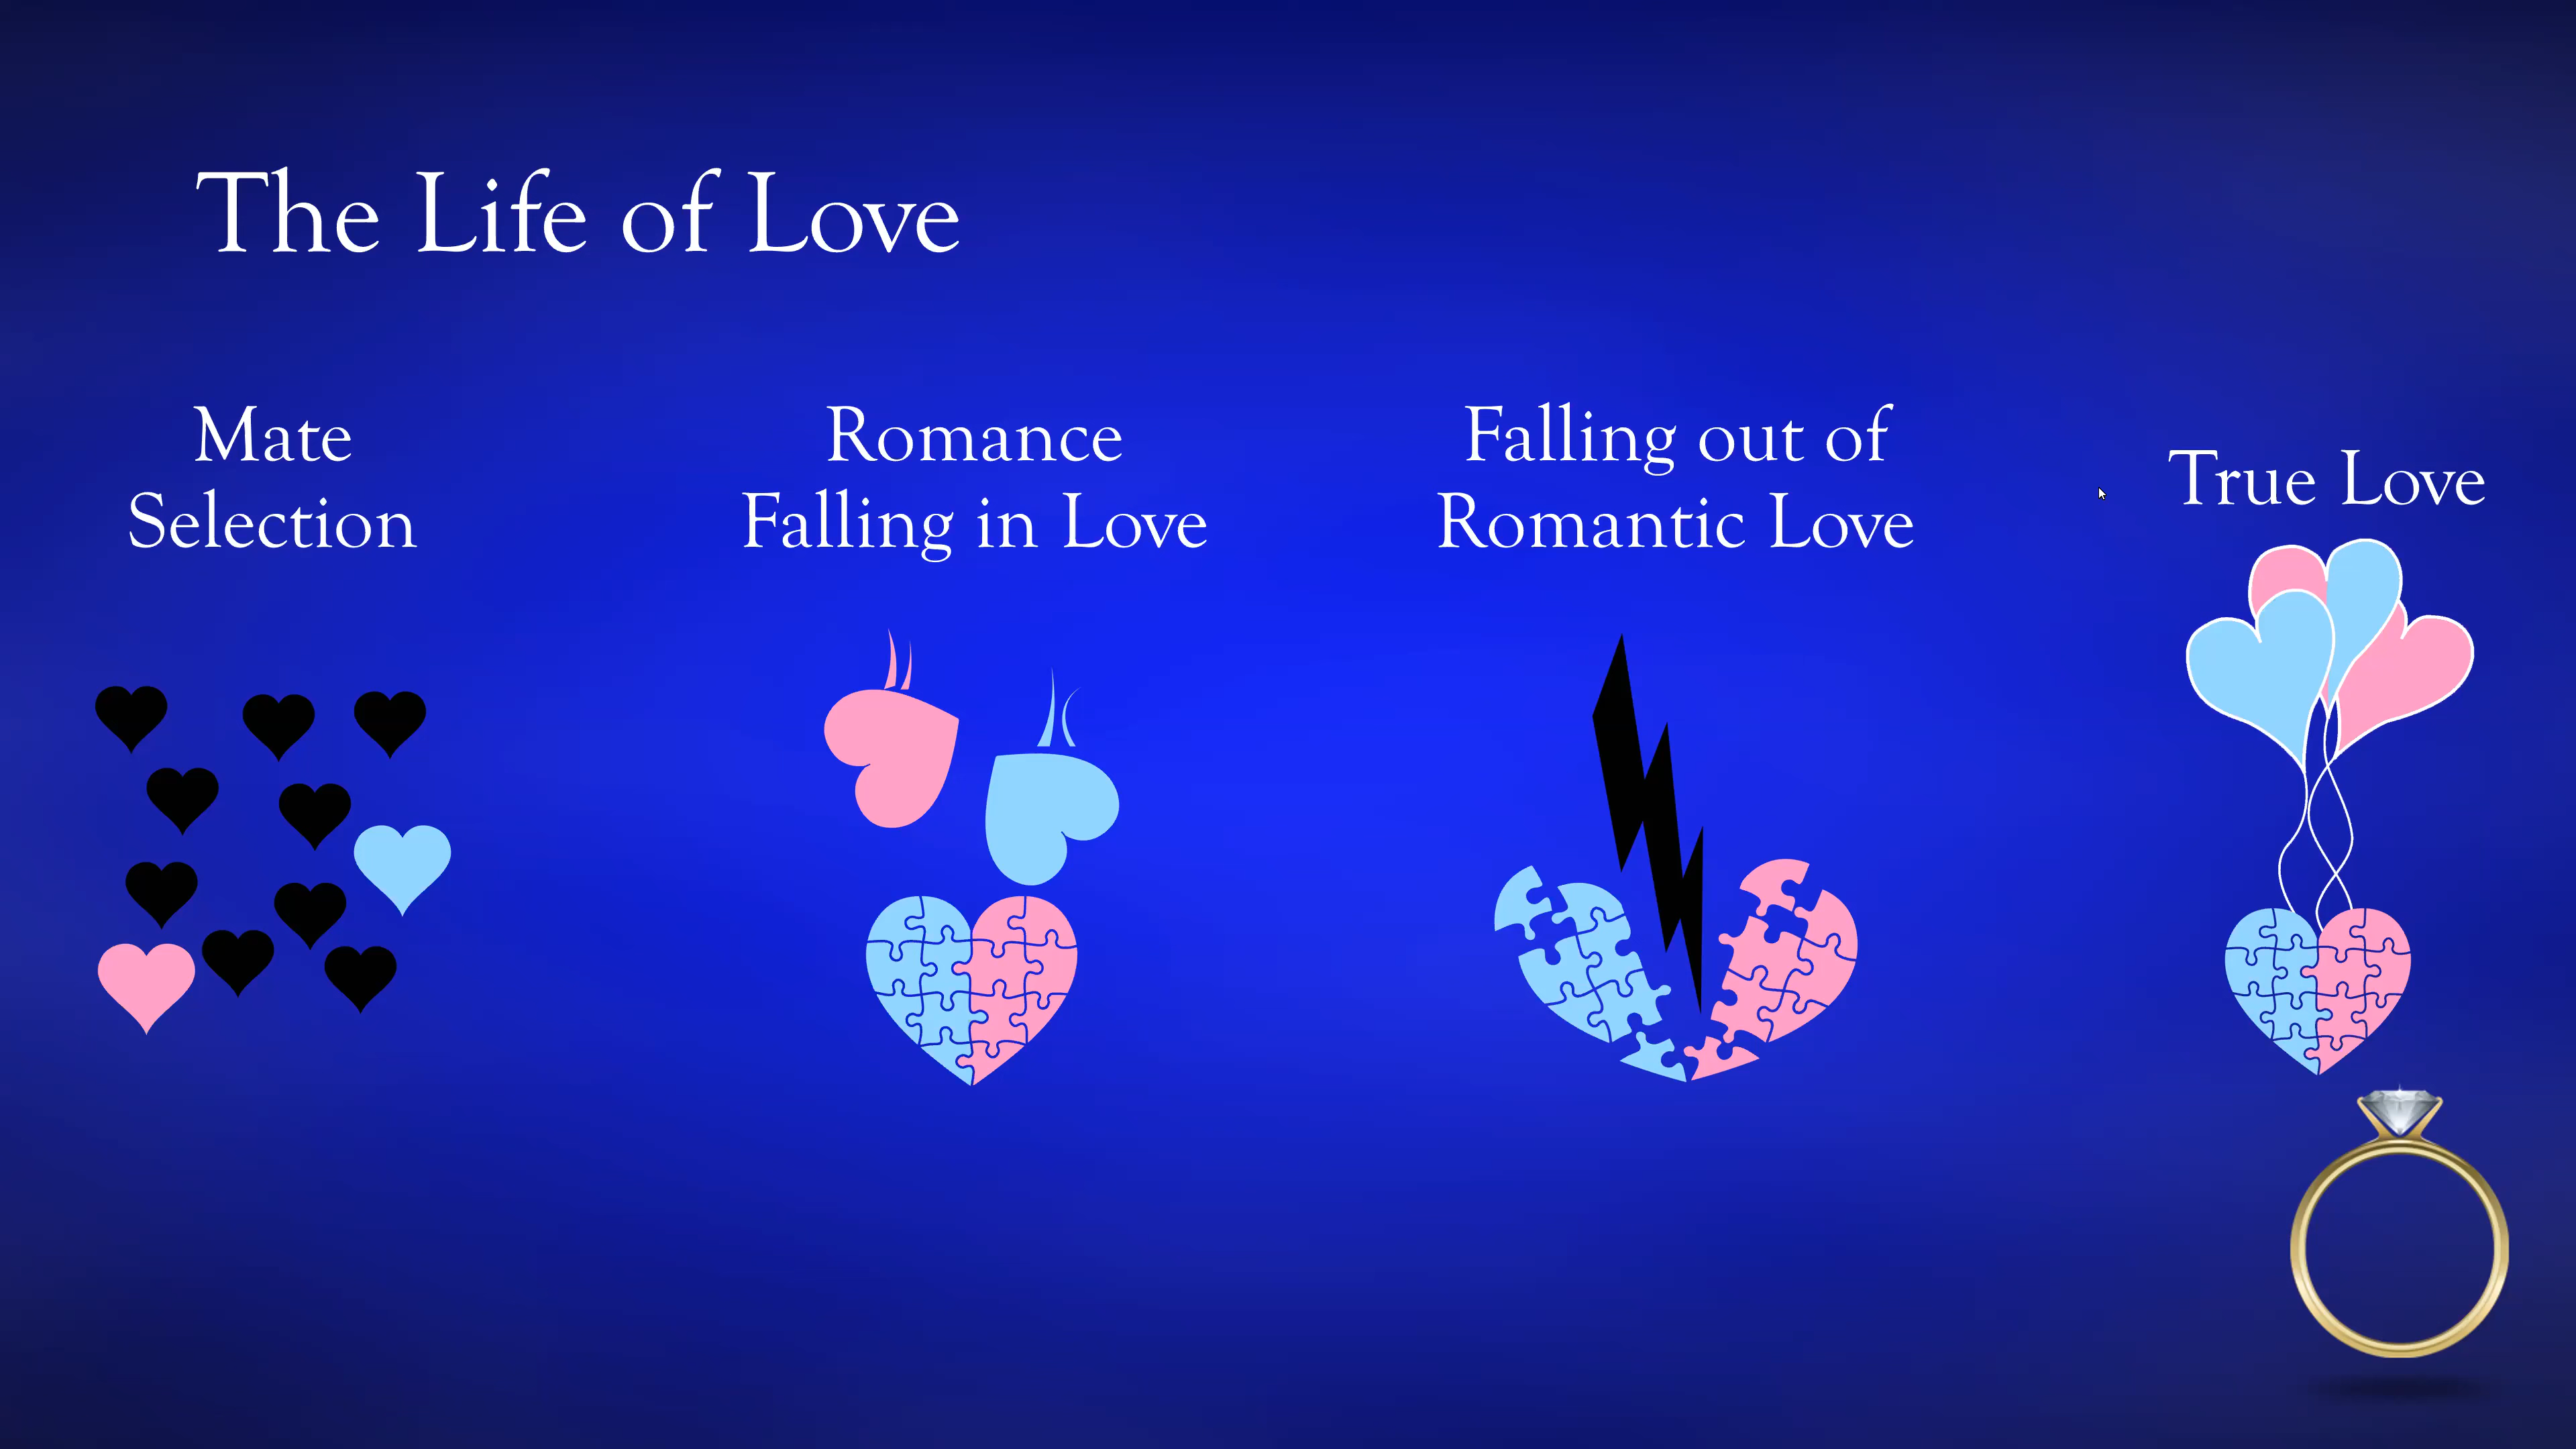 The Life of Love
Mate
Selection
Romance
Falling in Love
Falling out of
Romantic Love
True Love